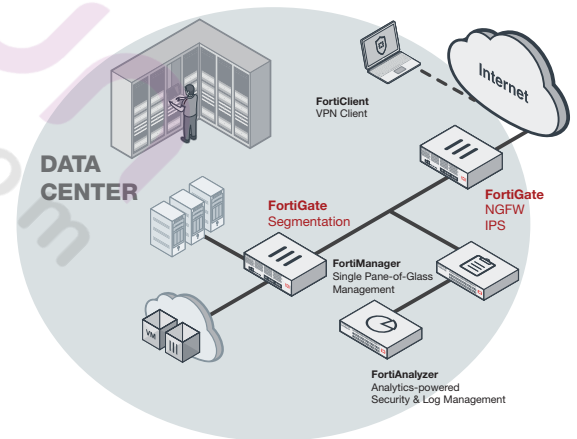 Internet
FortiClient
VPN Client
DATA
CENTER
FortiGate
NGFW
IPS
FortiGate
Segmentation
FortiManager
Single Pane-of-Glass
Management
VM
FortiAnalyzer
Analytics-powered
Security & Log Management
om